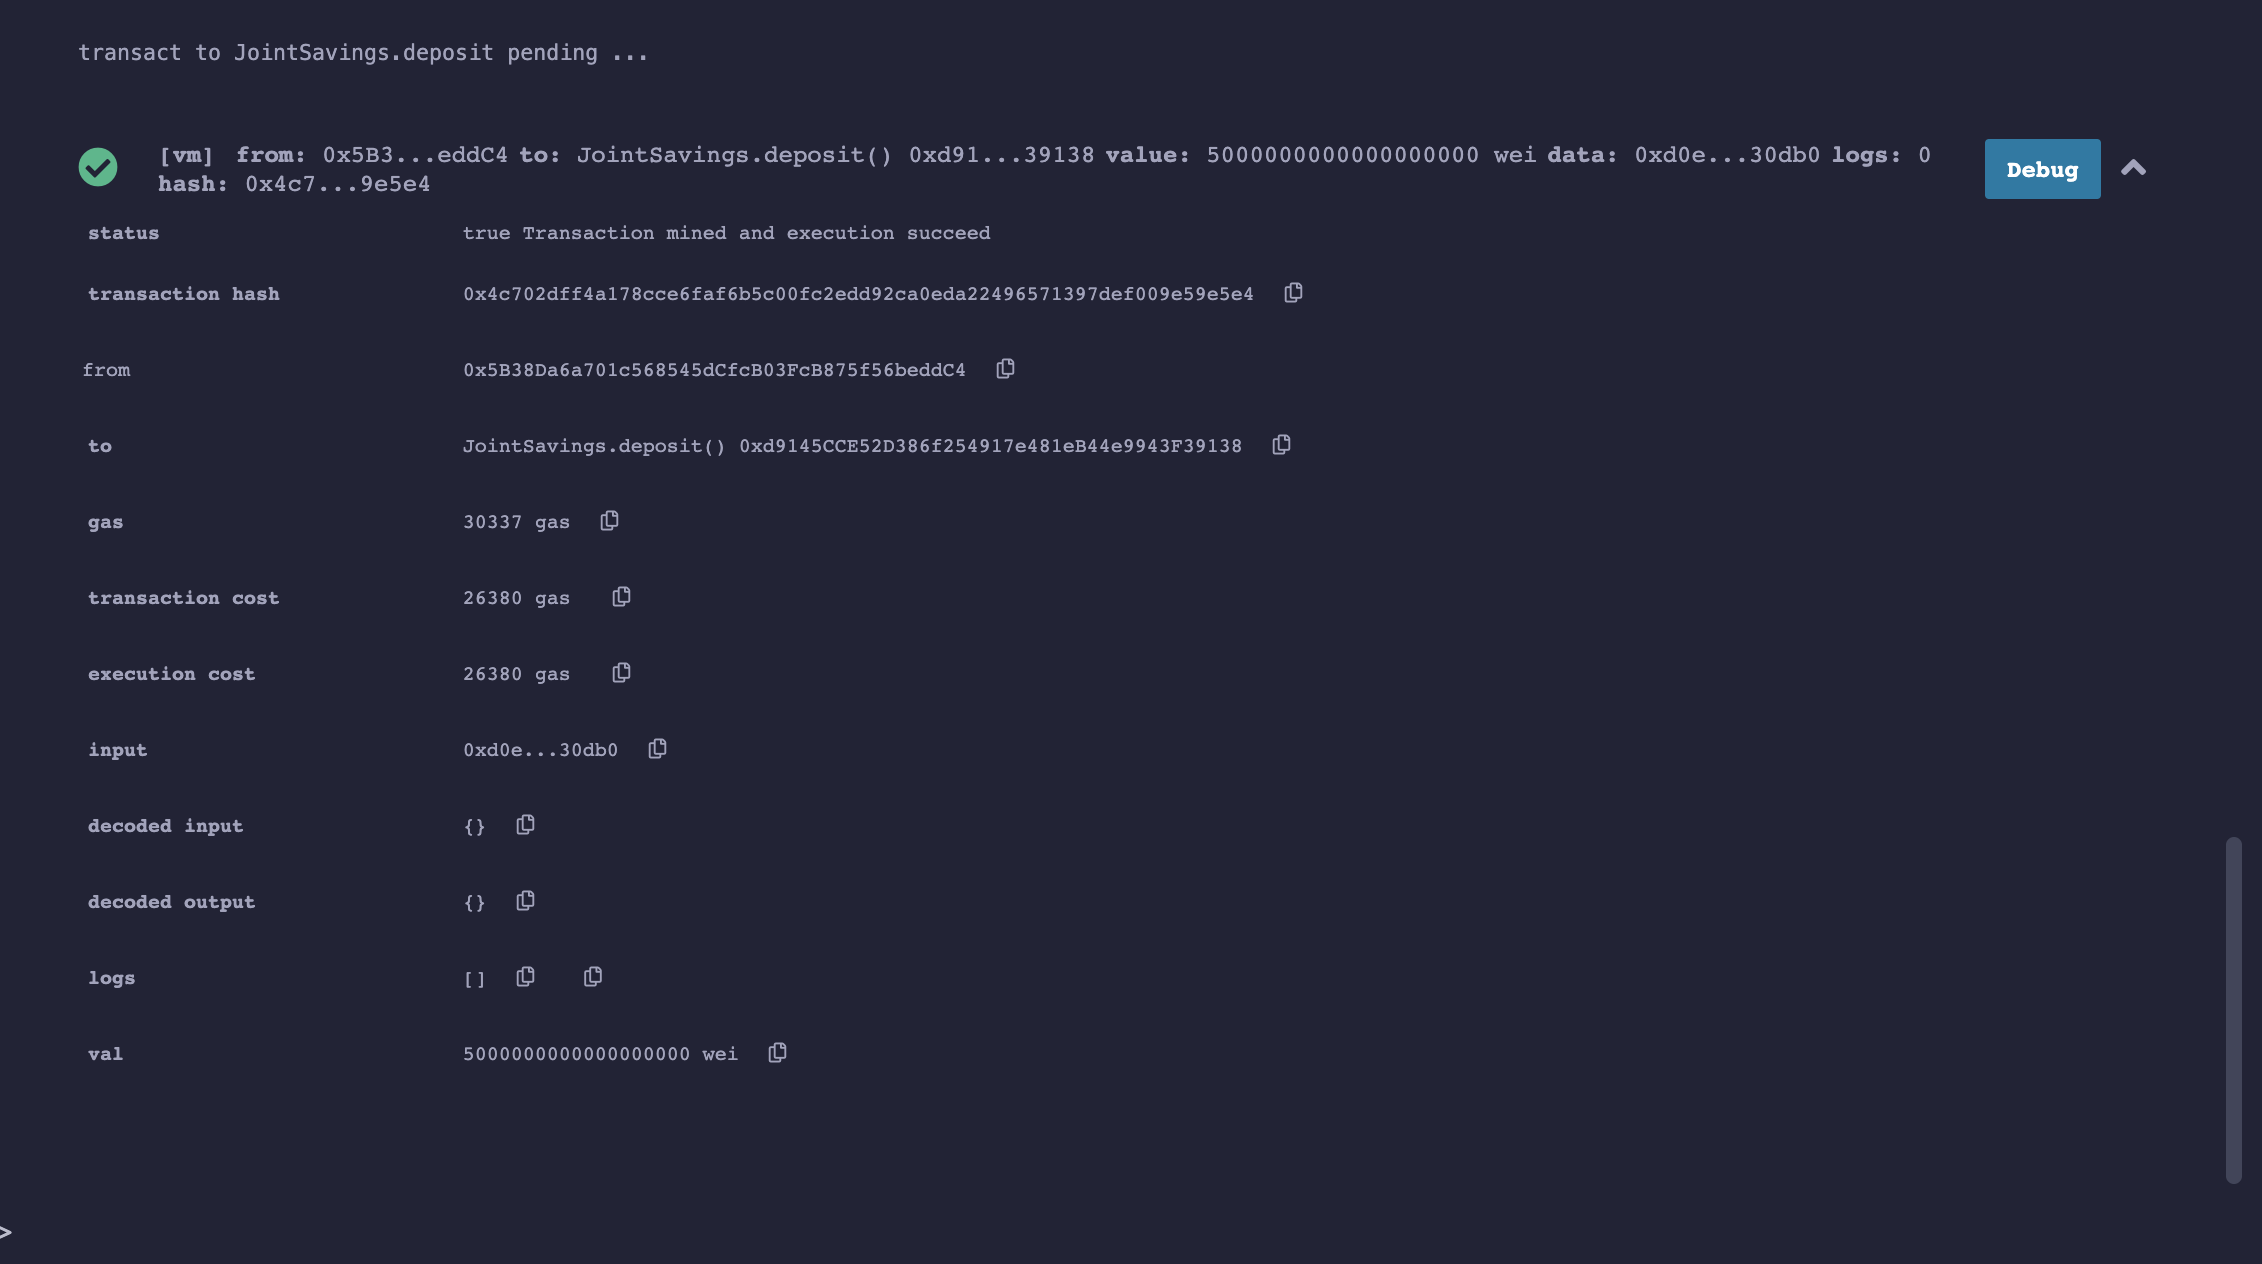 transact to JointSavings.deposit pending ...
[vm] from: 0x5B3...eddC4 to: JointSavings.deposit() 0xd91...39138 value: 5000000000000000000 wei data: 0xd0e...30db0 logs: 0
hash: 0x4c7...9e5e4
Debug
status true Transaction mined and execution succeed
transaction hash 0x4c702dff4a178cce6faf6b5c00fc2edd92ca0eda22496571397def009e59e5e4
from 0x5B38Da6a701c568545dCfcB03FcB875f56beddC4
to JointSavings.deposit() 0xd9145CCE52D386f254917e481eB44e9943F39138
gas 30337 gas
transaction cost 26380 gas
execution cost 26380 gas
input 0xd0e...30db0
decoded input {}
decoded output {}
logs []
val 5000000000000000000 wei
>